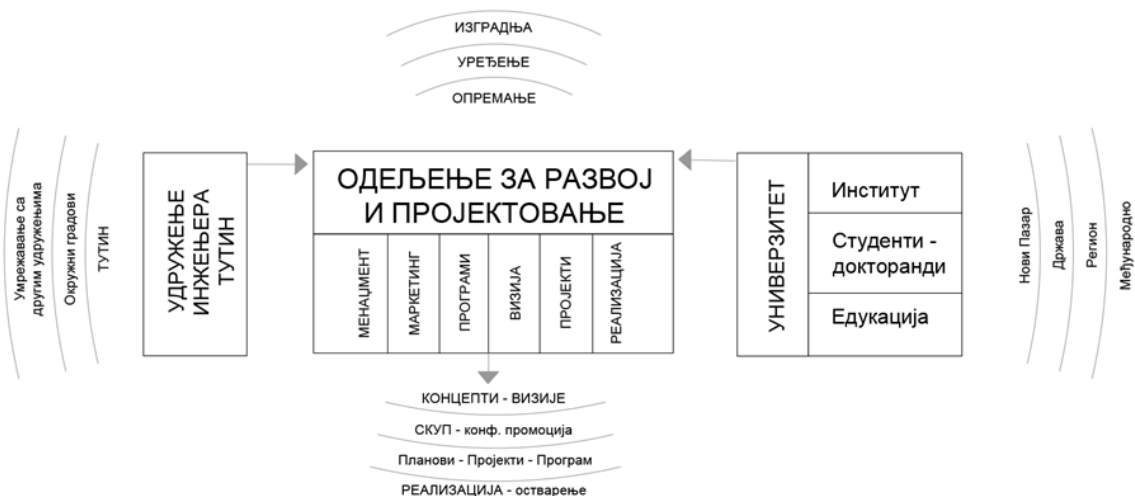 ИЗГРАДЊА
УРЕЂЕЊЕ
ОПРЕМАЊЕ
Умрежавање са
другим удружењима
Окружни градови
ТУТИН
УДРУЖЕЊЕ
ИНЖЕЊЕРА
ТУТИН
ОДЕЉЕЊЕ ЗА РАЗВОЈ
И ПРОЈЕКТОВАЊЕ
МЕНАЏМЕНТ
МАРКЕТИНГ
ПРОГРАМИ
ВИЗИЈА
ПРОЈЕКТИ
РЕАЛИЗАЦИЈА
УНИВЕРЗИТЕТ
Институт
Студенти -
докторанди
Едукација
Нови Пазар
Држава
Регион
Међународно
КОНЦЕПТИ - ВИЗИЈЕ
СКУП - конф. промоција
Планови - Пројекти - Програм
РЕАЛИЗАЦИЈА - остварење